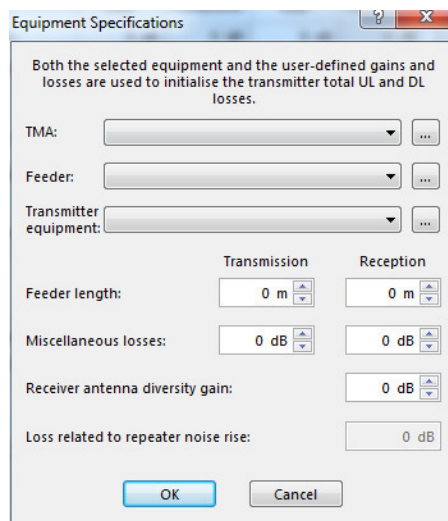 Equipment Specifications
?
X
Both the selected equipment and the user-defined gains and
losses are used to initialise the transmitter total UL and DL
losses.
TMA:
...
Feeder:
...
Transmitter
equipment:
...
Transmission Reception
Feeder length: 0 m 0 m
Miscellaneous losses: 0 dB 0 dB
Receiver antenna diversity gain: 0 dB
Loss related to repeater noise rise: 0 dB
OK Cancel